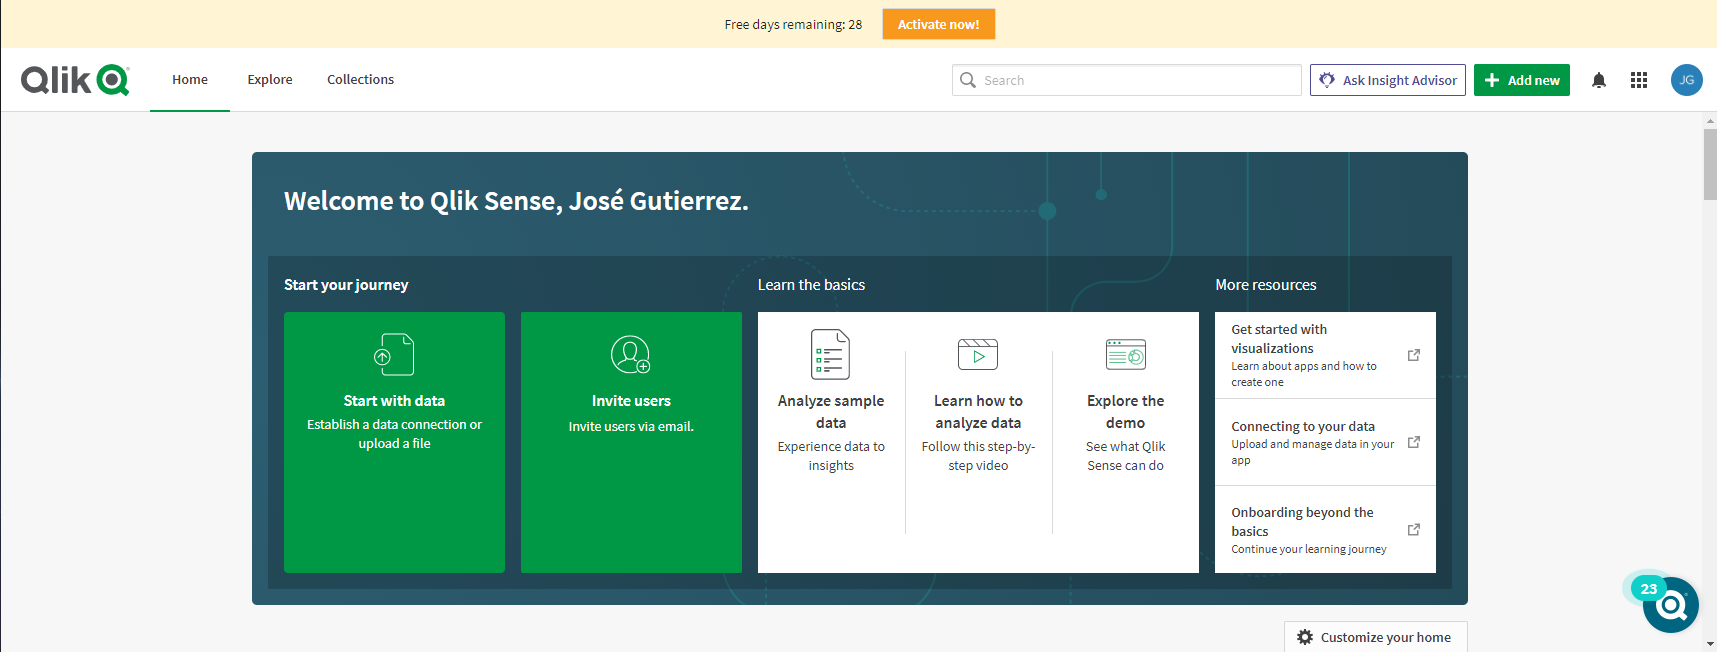 Free days remaining: 28
Activate now!
Qlik
Home
Explore
Collections
Search
Ask Insight Advisor
Add new
JG
Welcome to Qlik Sense, José Gutierrez.
Start your journey
Start with data
Establish a data connection or
upload a file
Invite users
Invite users via email.
Learn the basics
Analyze sample
data
Experience data to
insights
Learn how to
analyze data
Follow this step-by-
step video
Explore the
demo
See what Qlik
Sense can do
More resources
Get started with
visualizations
Learn about apps and how to
create one
Connecting to your data
Upload and manage data in your
app
Onboarding beyond the
basics
Continue your learning journey
23
Customize your home